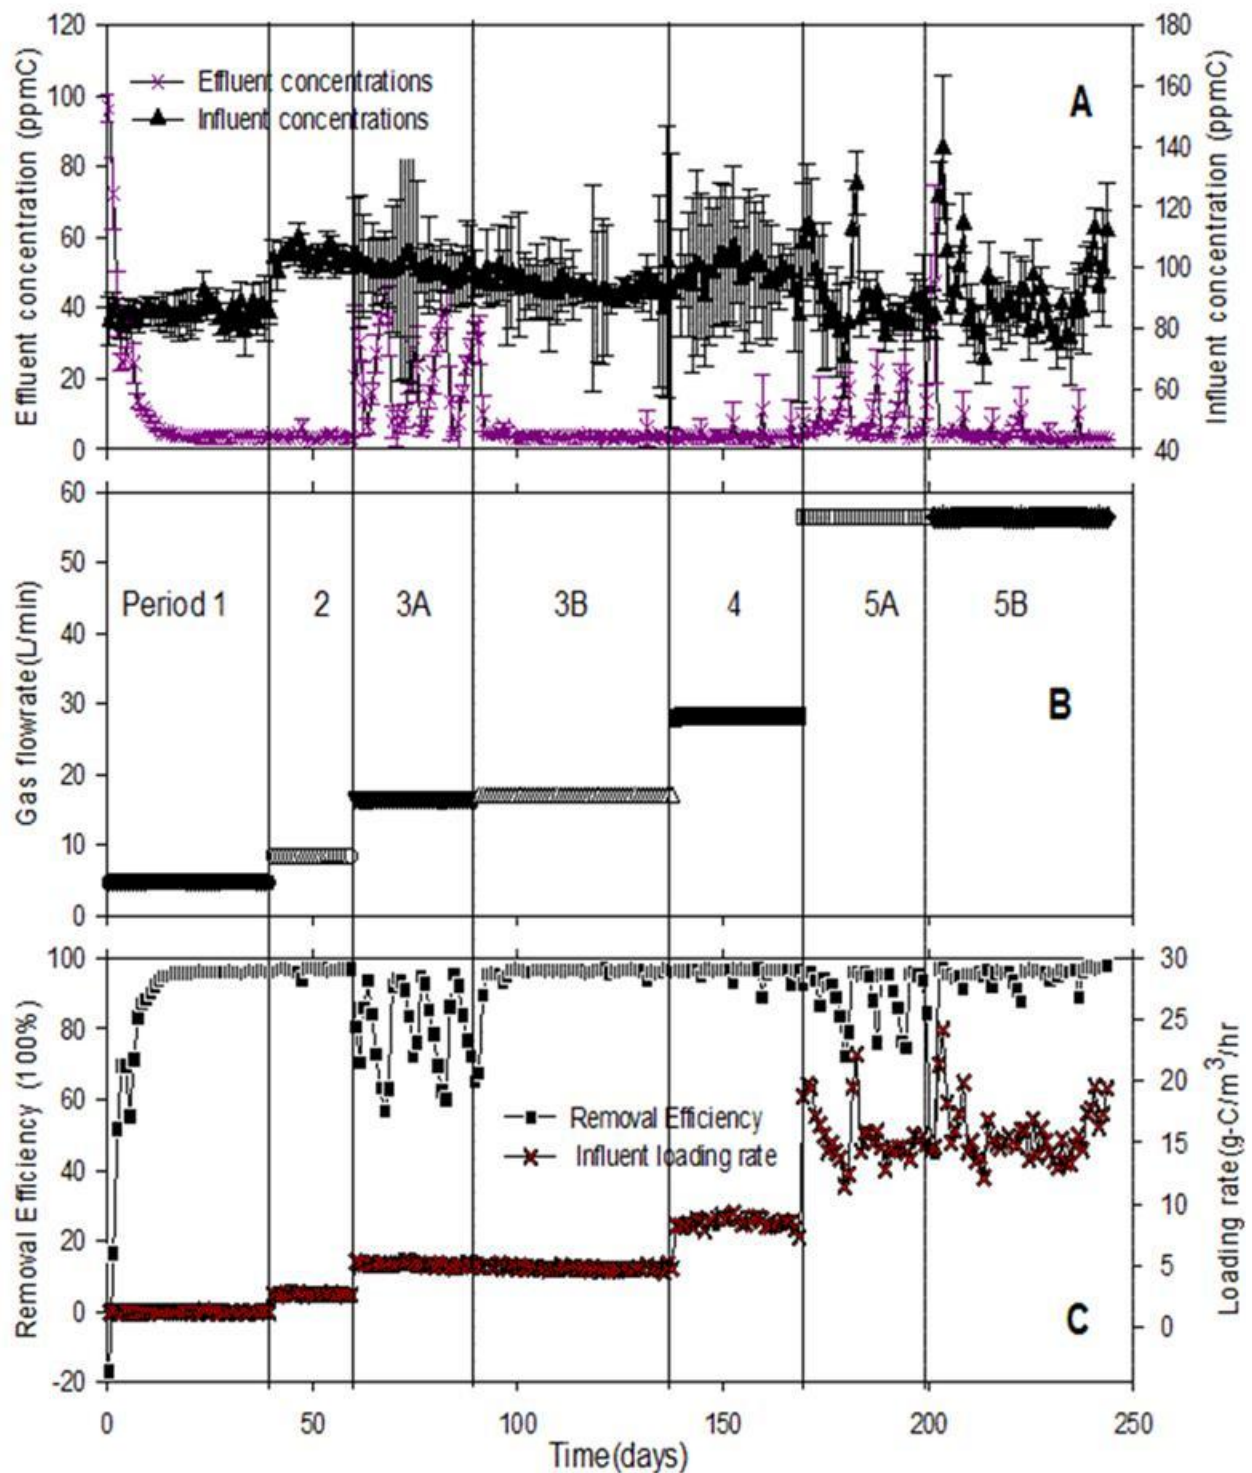 120
100
80
60
40
20
0
Effluent concentration (ppmC)
Effluent concentrations
Influent concentrations
A
180
160
140
120
100
80
60
40
Influent concentration (ppmC)
60
50
40
30
20
10
0
Gas flowrate(L/min)
Period 1
2
3A
3B
4
5A
5B
B
100
80
60
40
20
0
-20
Removal Efficiency (100%)
Removal Efficiency
Influent loading rate
C
30
25
20
15
10
5
0
Loading rate(g-C/m³/hr
0
50
100
150
200
250
Time(days)